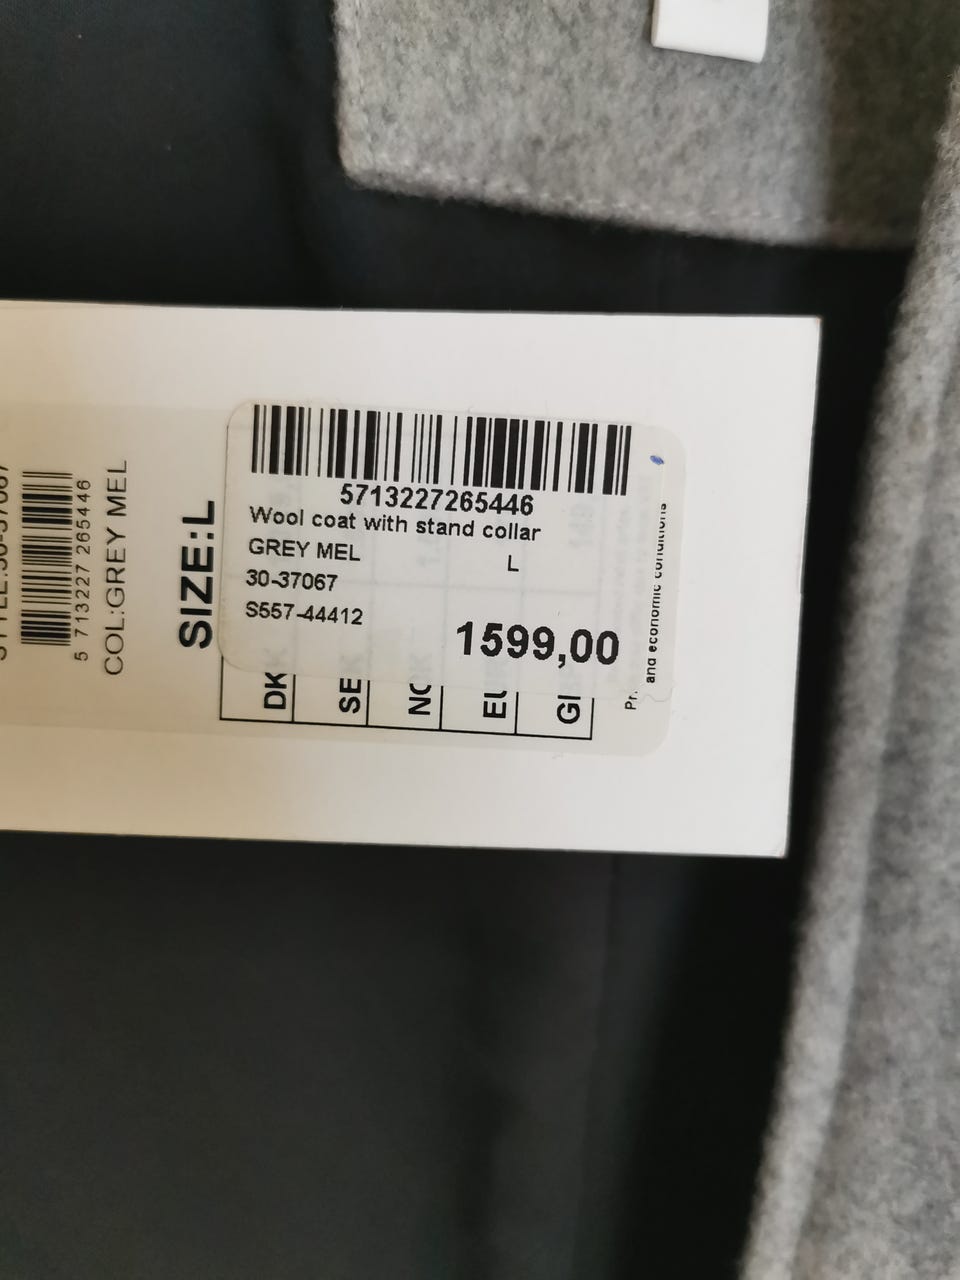 5713227265446
Wool coat with stand collar
GREY MEL L
30-37067
S557-44412
1599,00
and economic conditions
SIZE:L
COL:GREY MEL
5 713227 265446
DK
SE